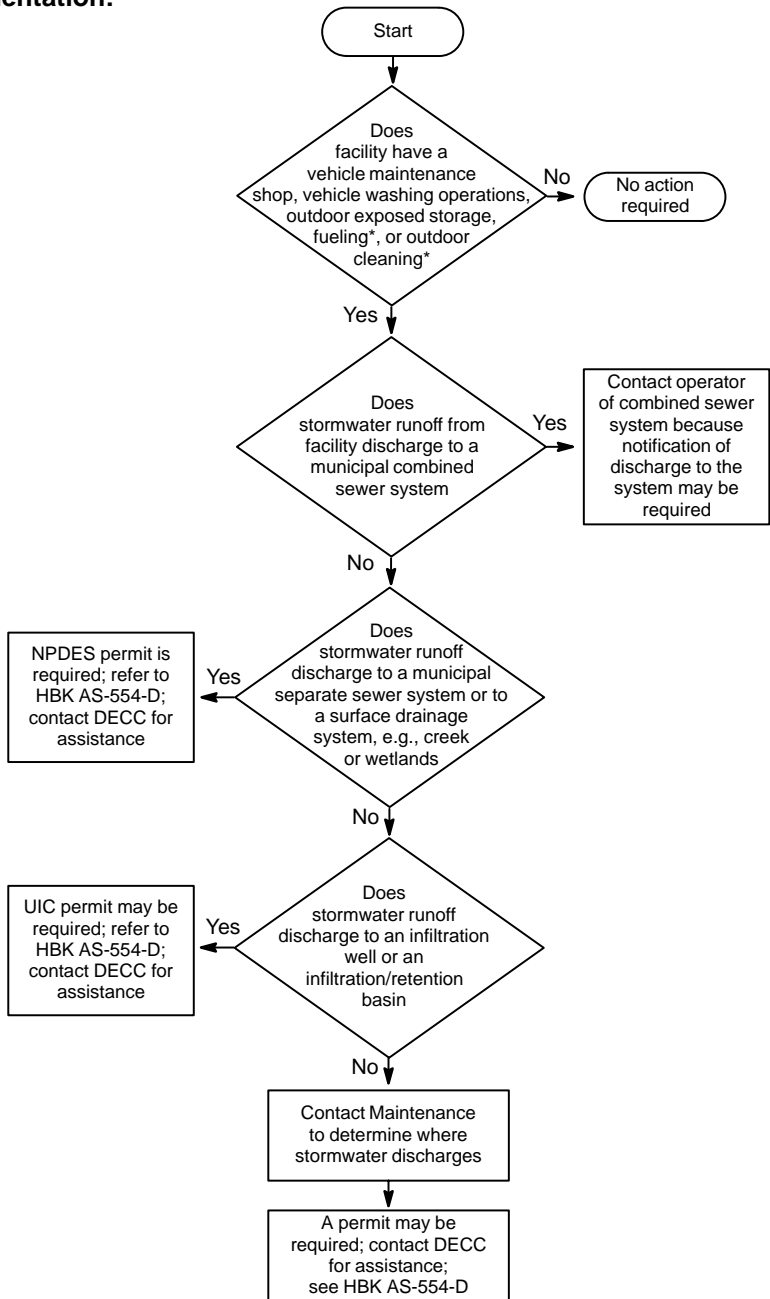 Start
Does
facility have a
vehicle maintenance
shop, vehicle washing operations,
outdoor exposed storage,
fueling*, or outdoor
cleaning*
No
No action
required
Yes
Does
stormwater runoff from
facility discharge to a
municipal combined
sewer system
Yes
Contact operator
of combined sewer
system because
notification of
discharge to the
system may be
required
No
Does
stormwater runoff
discharge to a municipal
separate sewer system or to
a surface drainage
system, e.g., creek
or wetlands
Yes
NPDES permit is
required; refer to
HBK AS-554-D;
contact DECC for
assistance
No
Does
stormwater runoff
discharge to an infiltration
well or an
infiltration/retention
basin
Yes
UIC permit may be
required; refer to
HBK AS-554-D;
contact DECC for
assistance
No
Contact Maintenance
to determine where
stormwater discharges
A permit may be
required; contact DECC
for assistance;
see HBK AS-554-D